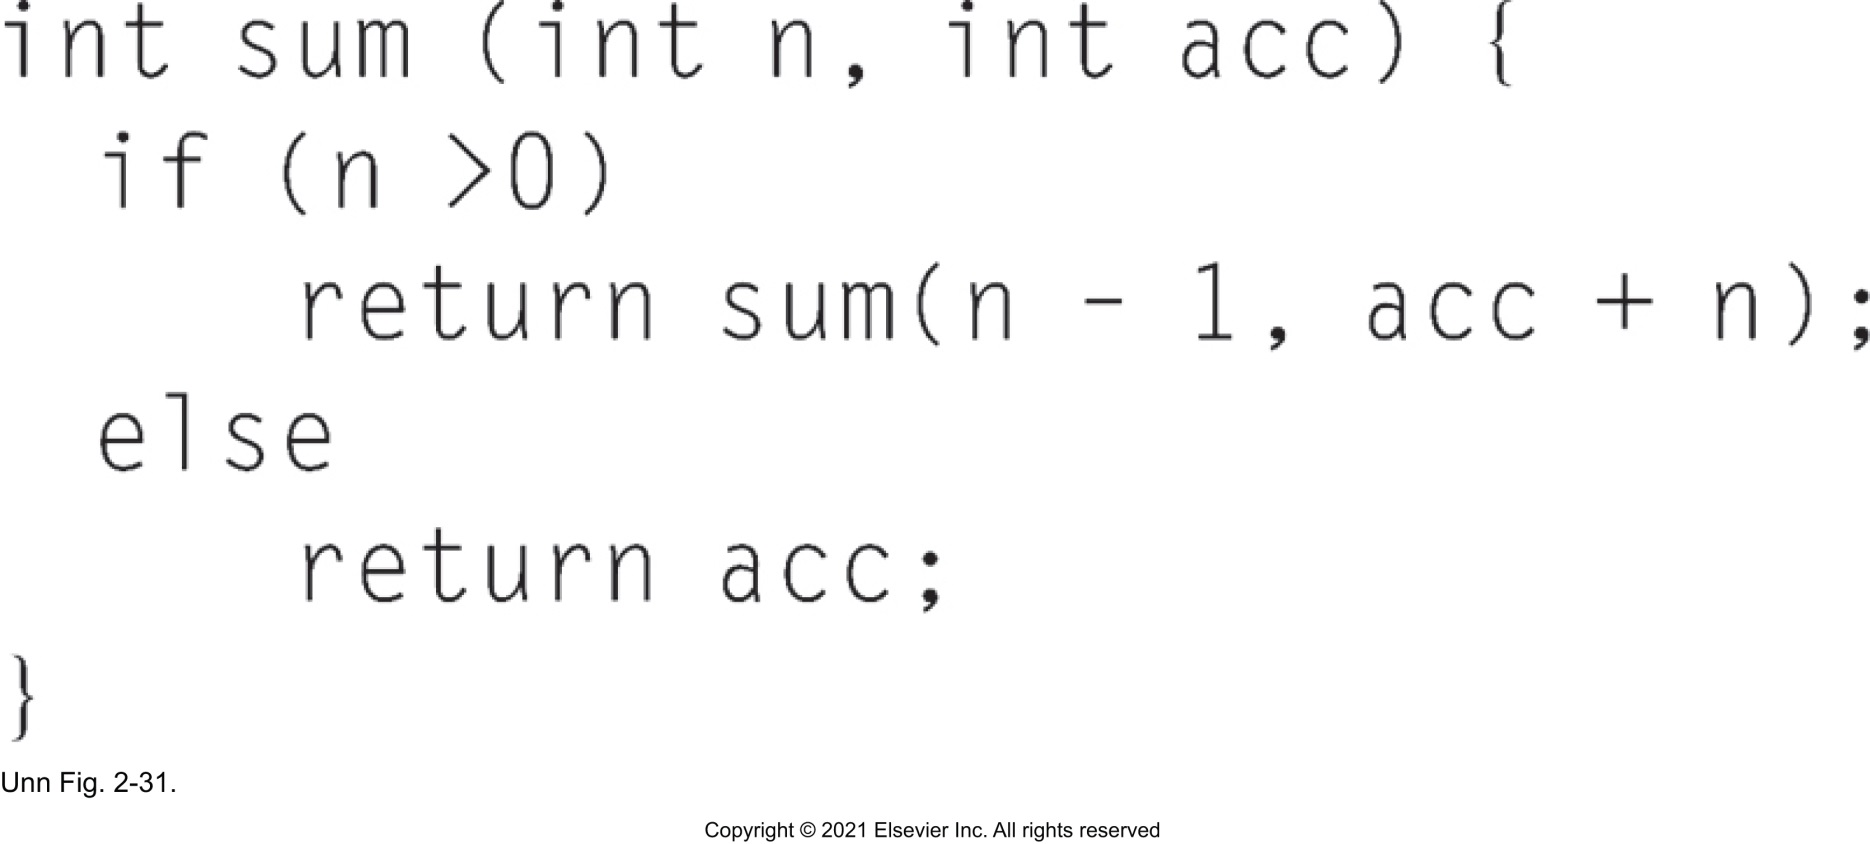 int sum (int n, int acc) {
if (n >0)
return sum(n - 1, acc + n);
else
return acc;
}
Unn Fig. 2-31.
Copyright © 2021 Elsevier Inc. All rights reserved